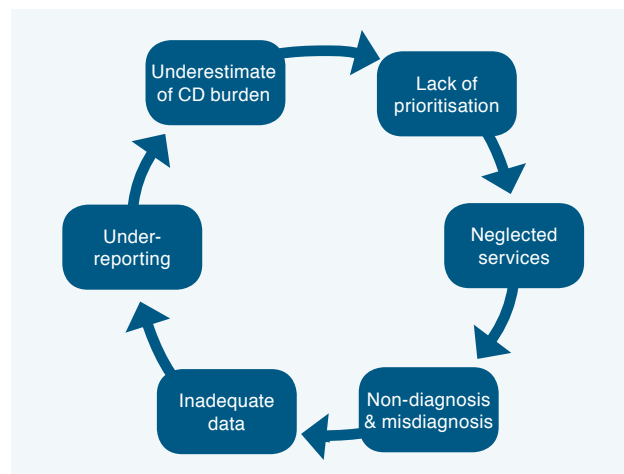 Underestimate
of CD burden
Lack of
prioritisation
Neglected
services
Non-diagnosis
& misdiagnosis
Inadequate
data
Under-
reporting